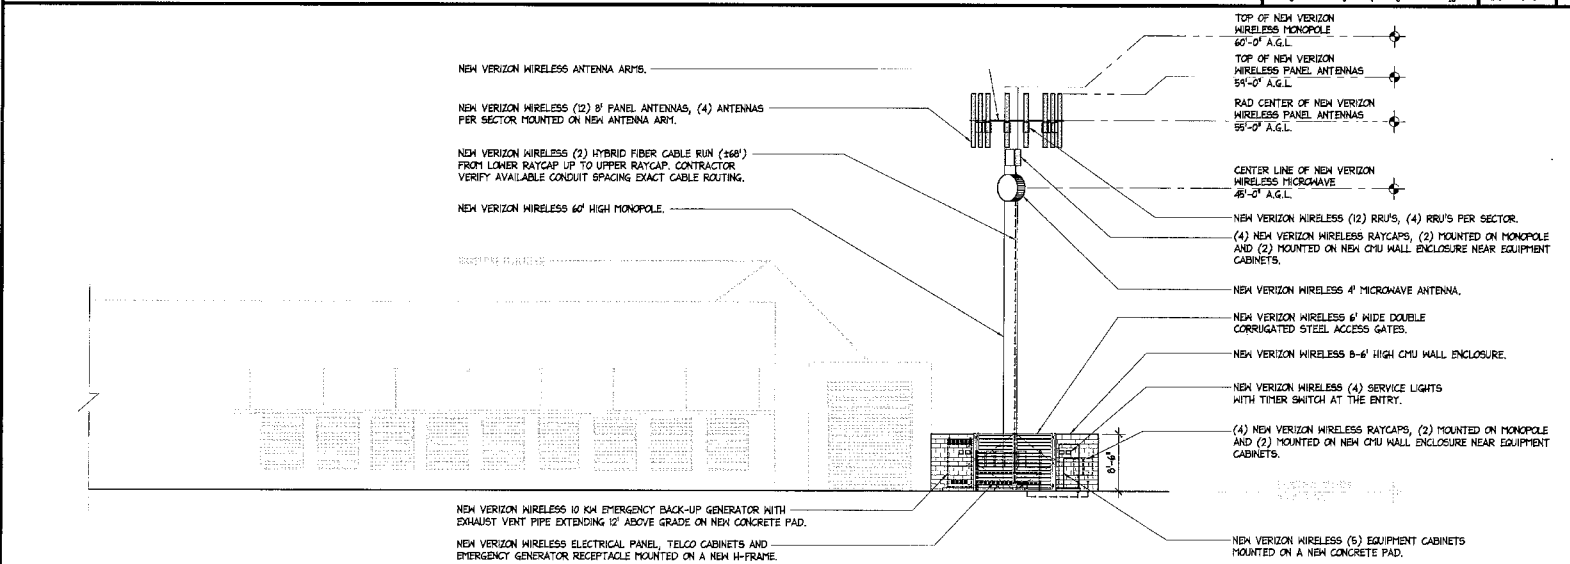 NEW VERIZON WIRELESS ANTENNA ARMS.
NEW VERIZON WIRELESS (12) 8' PANEL ANTENNAS, (4) ANTENNAS
PER SECTOR MOUNTED ON NEW ANTENNA ARM.
NEW VERIZON WIRELESS (2) HYBRID FIBER CABLE RUN (±68')
FROM LOWER RAYCAP UP TO UPPER RAYCAP. CONTRACTOR
VERIFY AVAILABLE CONDUIT SPACING EXACT CABLE ROUTING.
NEW VERIZON WIRELESS 60' HIGH MONOPOLE.
TOP OF NEW VERIZON
WIRELESS MONOPOLE
60'-0" A.G.L.
TOP OF NEW VERIZON
WIRELESS PANEL ANTENNAS
59'-0" A.G.L.
RAD CENTER OF NEW VERIZON
WIRELESS PANEL ANTENNAS
55'-0" A.G.L.
CENTER LINE OF NEW VERIZON
WIRELESS MICROWAVE
45'-0" A.G.L.
NEW VERIZON WIRELESS (12) RRU'S, (4) RRU'S PER SECTOR.
(4) NEW VERIZON WIRELESS RAYCAPS, (2) MOUNTED ON MONOPOLE
AND (2) MOUNTED ON NEW CMU WALL ENCLOSURE NEAR EQUIPMENT
CABINETS.
NEW VERIZON WIRELESS 4' MICROWAVE ANTENNA.
NEW VERIZON WIRELESS 6' WIDE DOUBLE
CORRUGATED STEEL ACCESS GATES.
NEW VERIZON WIRELESS 8-6' HIGH CMU WALL ENCLOSURE.
NEW VERIZON WIRELESS (4) SERVICE LIGHTS
WITH TIMER SWITCH AT THE ENTRY.
(4) NEW VERIZON WIRELESS RAYCAPS, (2) MOUNTED ON MONOPOLE
AND (2) MOUNTED ON NEW CMU WALL ENCLOSURE NEAR EQUIPMENT
CABINETS.
8'-6"
NEW VERIZON WIRELESS 10 KW EMERGENCY BACK-UP GENERATOR WITH
EXHAUST VENT PIPE EXTENDING 12' ABOVE GRADE ON NEW CONCRETE PAD.
NEW VERIZON WIRELESS ELECTRICAL PANEL, TELCO CABINETS AND
EMERGENCY GENERATOR RECEPTACLE MOUNTED ON A NEW H-FRAME.
NEW VERIZON WIRELESS (5) EQUIPMENT CABINETS
MOUNTED ON A NEW CONCRETE PAD.